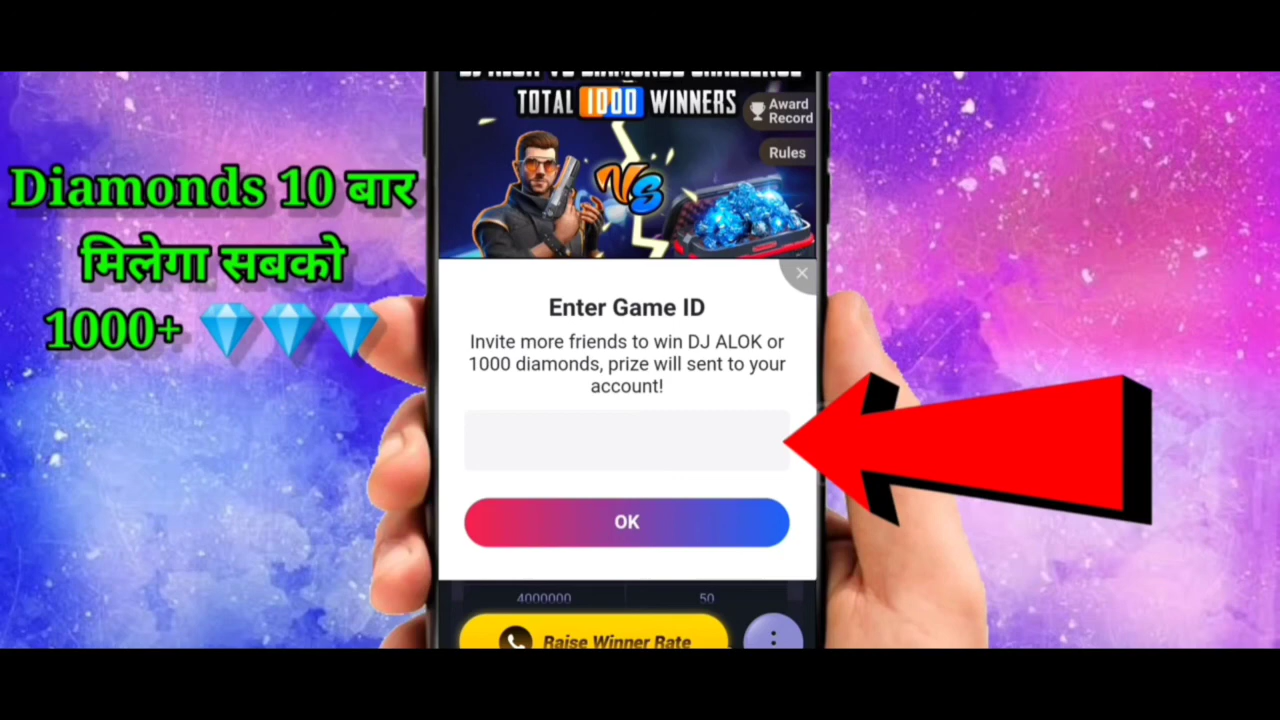 TOTAL 1000 WINNERS
Award
Record
Rules
VS
Diamonds 10 बार
मिलेगा सबको
1000+
Enter Game ID
Invite more friends to win DJ ALOK or
1000 diamonds, prize will sent to your
account!
OK
4000000 50
Raise Winner Rate